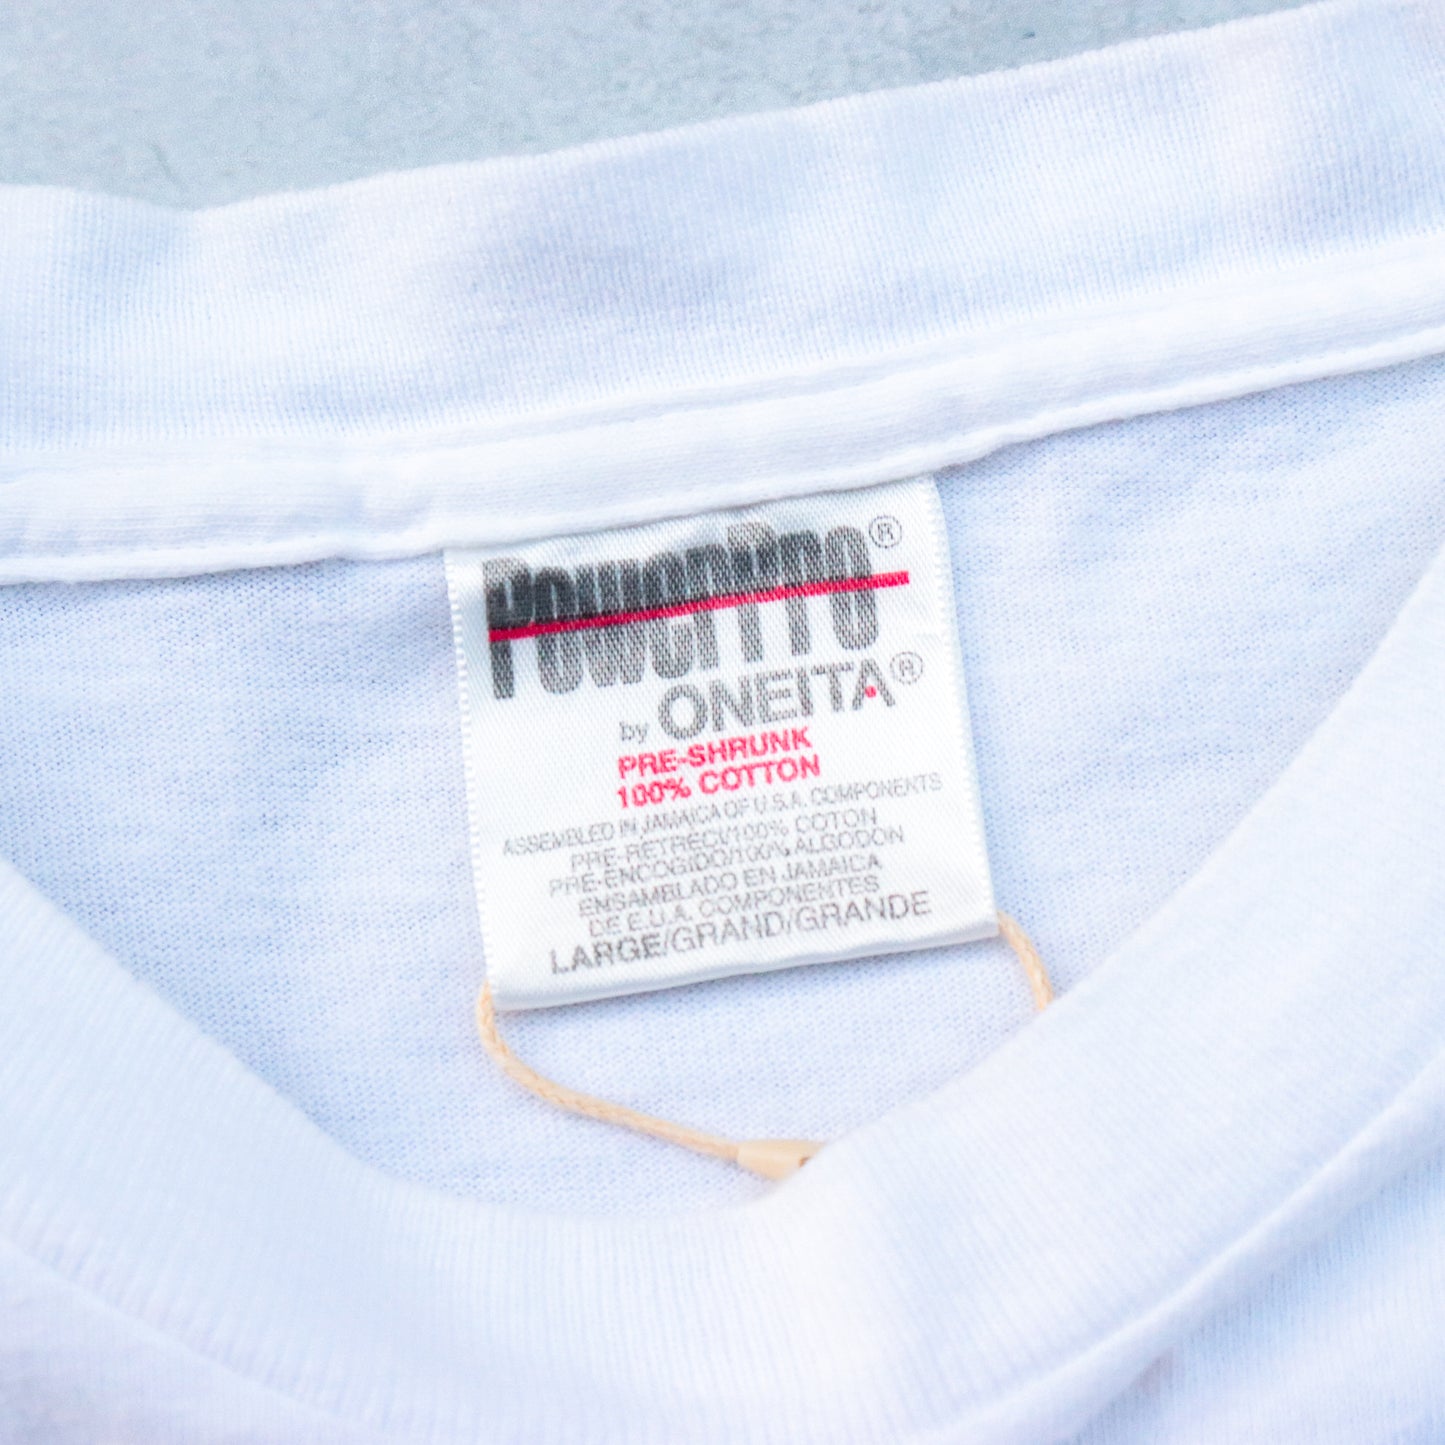 PowerPro®
by ONEITA®
PRE-SHRUNK
100% COTTON
ASSEMBLED IN JAMAICA OF U.S.A. COMPONENTS
PRE-RETRECI/100% COTON
PRE-ENCOGIDO/100% ALGODON
ENSAMBLADO EN JAMAICA
DE E.U.A. COMPONENTES
LARGE/GRAND/GRANDE